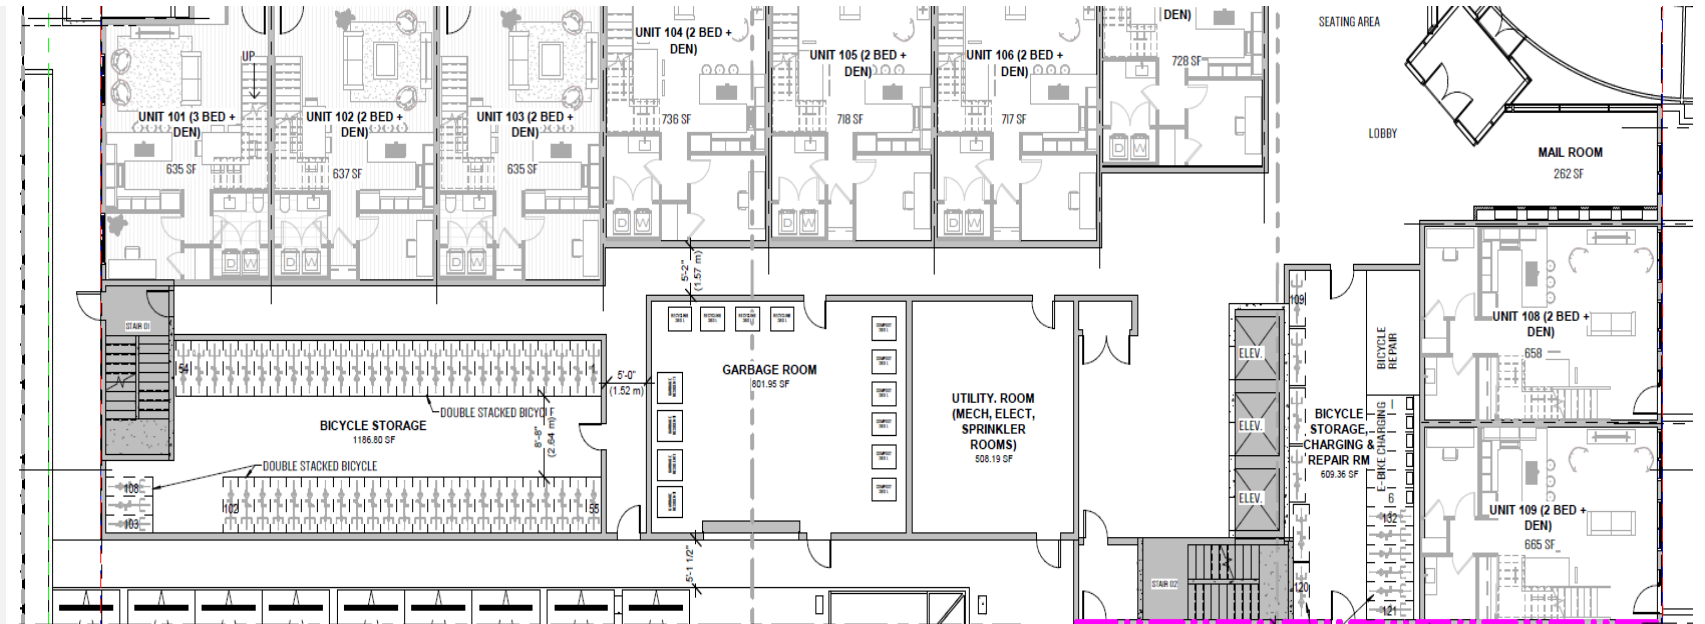 SEATING AREA
DEN)
728 SF
UNIT 104 (2 BED +
DEN)
736 SF
UNIT 105 (2 BED +
DEN)
718 SF
UNIT 106 (2 BED +
DEN)
717 SF
UP
UNIT 101 (3 BED +
DEN)
635 SF
UNIT 102 (2 BED +
DEN)
637 SF
UNIT 103 (2 BED +
DEN)
635 SF
LOBBY
MAIL ROOM
262 SF
D W
D W
D W
D W
D W
D W
D W
5'-2"
(1.57 m)
STAIR 01
54
1
DOUBLE STACKED BICYCLE
BICYCLE STORAGE
1186.80 SF
8'-8"
(2.64 m)
DOUBLE STACKED BICYCLE
108
103
102
55
5'-0"
(1.52 m)
GARBAGE ROOM
801.95 SF
UTILITY. ROOM
(MECH, ELECT,
SPRINKLER
ROOMS)
508.19 SF
5'-1 1/2"
ELEV.
ELEV.
ELEV.
STAIR 02
109
120
BICYCLE
REPAIR
BICYCLE
STORAGE,
CHARGING &
REPAIR RM
609.36 SF
E-BIKE CHARGING
1
6
132
121
UNIT 108 (2 BED +
DEN)
658
UNIT 109 (2 BED +
DEN)
665 SF